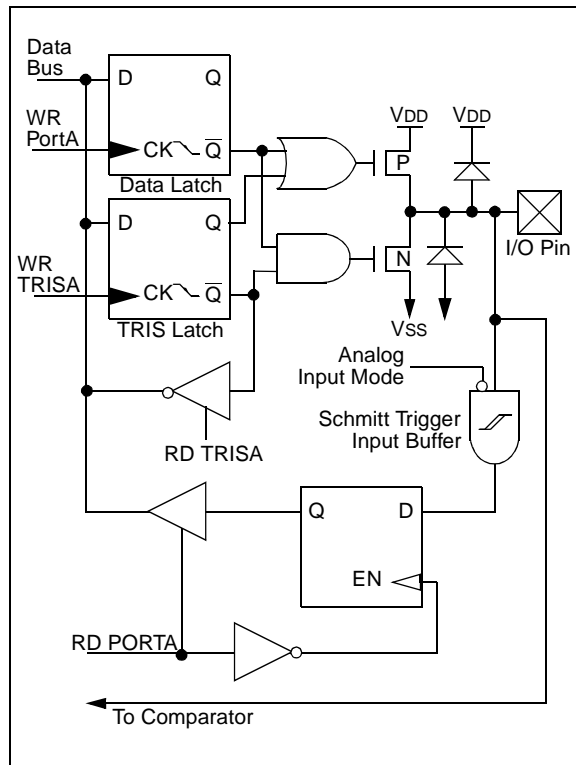 Data
Bus
D
Q
WR
PortA
CK
Q
Data Latch
VDD
VDD
P
D
Q
I/O Pin
WR
TRISA
CK
Q
TRIS Latch
N
VSS
Analog
Input Mode
Schmitt Trigger
Input Buffer
RD TRISA
Q
D
EN
RD PORTA
To Comparator